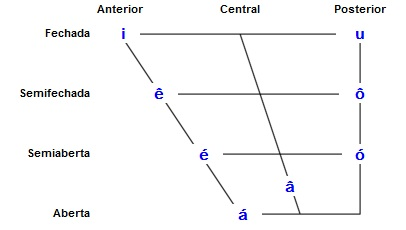 Anterior Central Posterior
Fechada i u
Semifechada ê ô
Semiaberta é ó
â
Aberta á